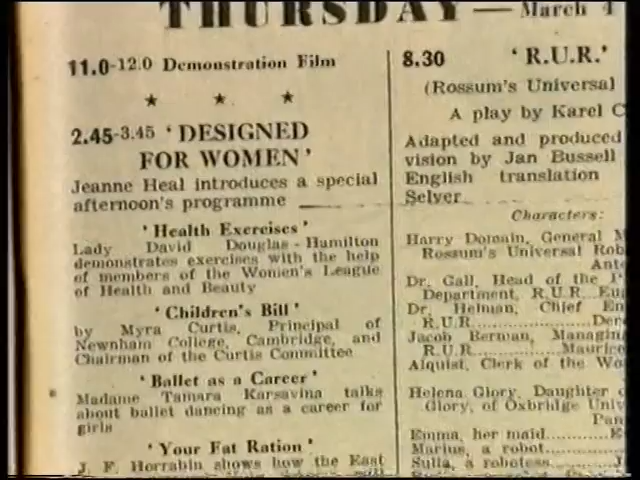 THURSDAY — March 4
11.0-12.0 Demonstration Film
2.45-3.45 ' DESIGNED
FOR WOMEN '
Jeanne Heal introduces a special
afternoon's programme
' Health Exercises '
Lady David Douglas-Hamilton
demonstrates exercises with the help
of members of the Women's League
of Health and Beauty
' Children's Bill '
by Myra Curtis, Principal of
Newnham College, Cambridge, and
Chairman of the Curtis Committee
' Ballet as a Career '
Madame Tamara Karsavina talks
about ballet dancing as a career for
girls
' Your Fat Ration '
J. F. Horrabin shows how the East
8.30 ' R.U.R.'
(Rossum's Universal
A play by Karel C
Adapted and produced
vision by Jan Bussell
English translation
Selver
Characters:
Harry Domain, General M
Rossum's Universal Rob
Dr. Gall, Head of the
Department, R.U.R.
Dr. Helman, Chief En
R.U.R.
Jacob Berman, Managin
R.U.R. Maurice
Alquist, Clerk of the Wo
Helena Glory, Daughter
Glory, of Oxbridge Univ
Emma, her maid
Marius, a robot
Sulla, a robotess